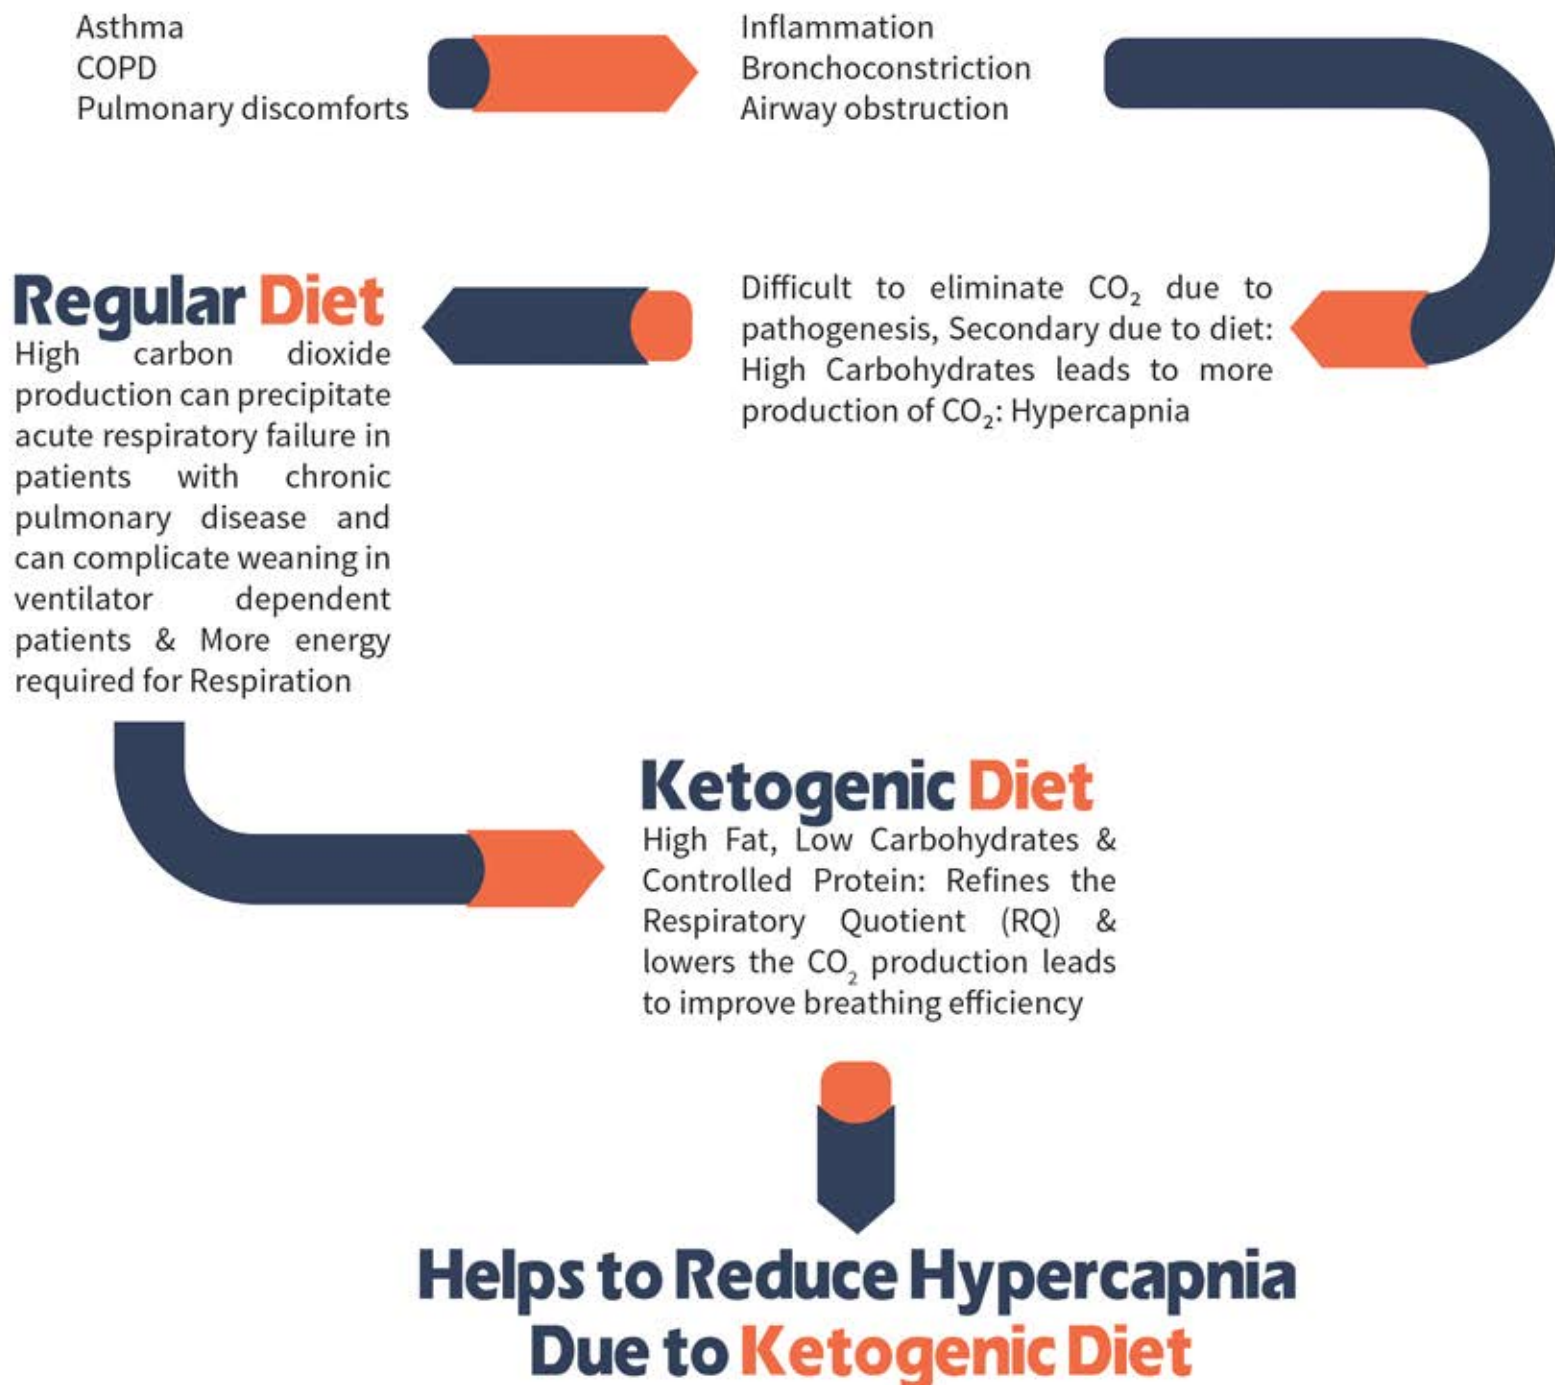 Asthma
COPD
Pulmonary discomforts
Inflammation
Bronchoconstriction
Airway obstruction
Difficult to eliminate CO₂ due to
pathogenesis, Secondary due to diet:
High Carbohydrates leads to more
production of CO₂: Hypercapnia
Regular Diet
High carbon dioxide
production can precipitate
acute respiratory failure in
patients with chronic
pulmonary disease and
can complicate weaning in
ventilator dependent
patients & More energy
required for Respiration
Ketogenic Diet
High Fat, Low Carbohydrates &
Controlled Protein: Refines the
Respiratory Quotient (RQ) &
lowers the CO₂ production leads
to improve breathing efficiency
Helps to Reduce Hypercapnia
Due to Ketogenic Diet